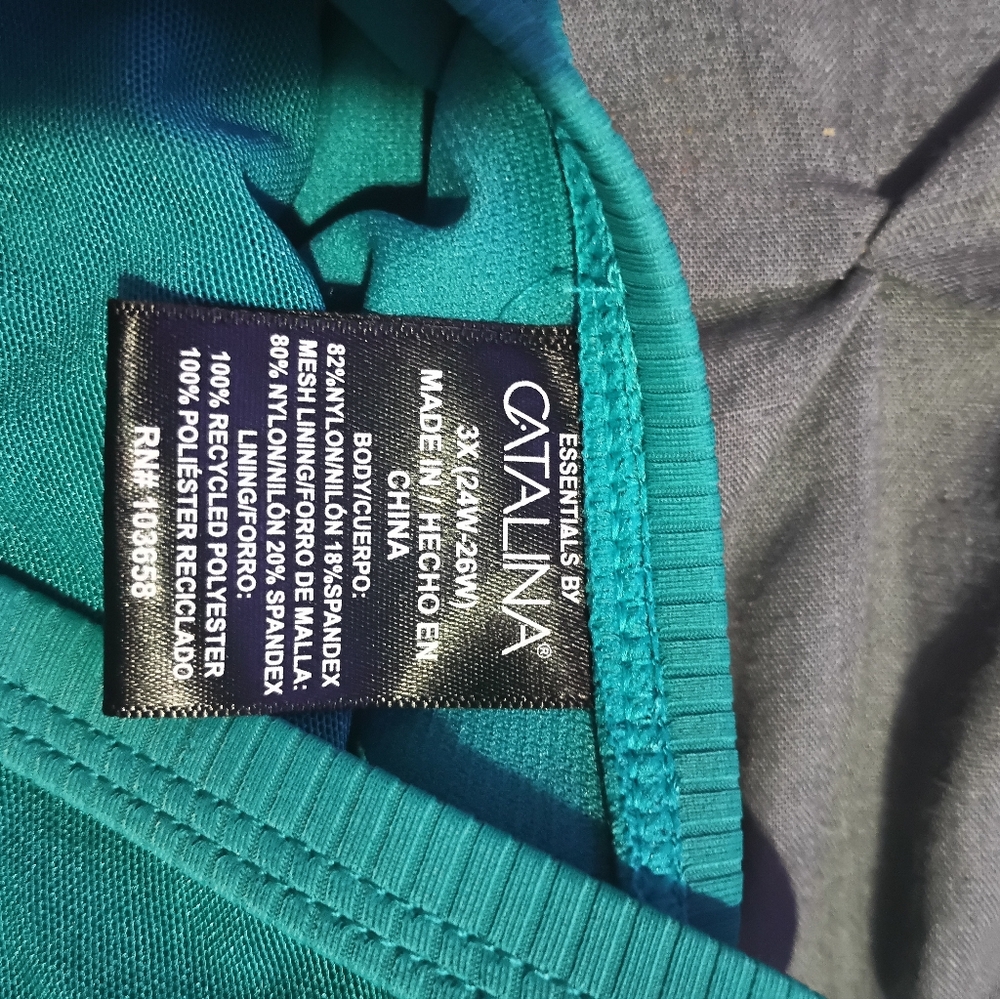 ESSENTIALS BY
CATALINA®
3X (24W-26W)
MADE IN // HECHO EN
CHINA
BODY/CUERPO:
82%NYLON/NILÓN 18%SPANDEX
MESH LINING/FORRO DE MALLA:
80% NYLON/NILÓN 20% SPANDEX
LINING/FORRO:
100% RECYCLED POLYESTER
100% POLIÉSTER RECICLADO
RN# 103658